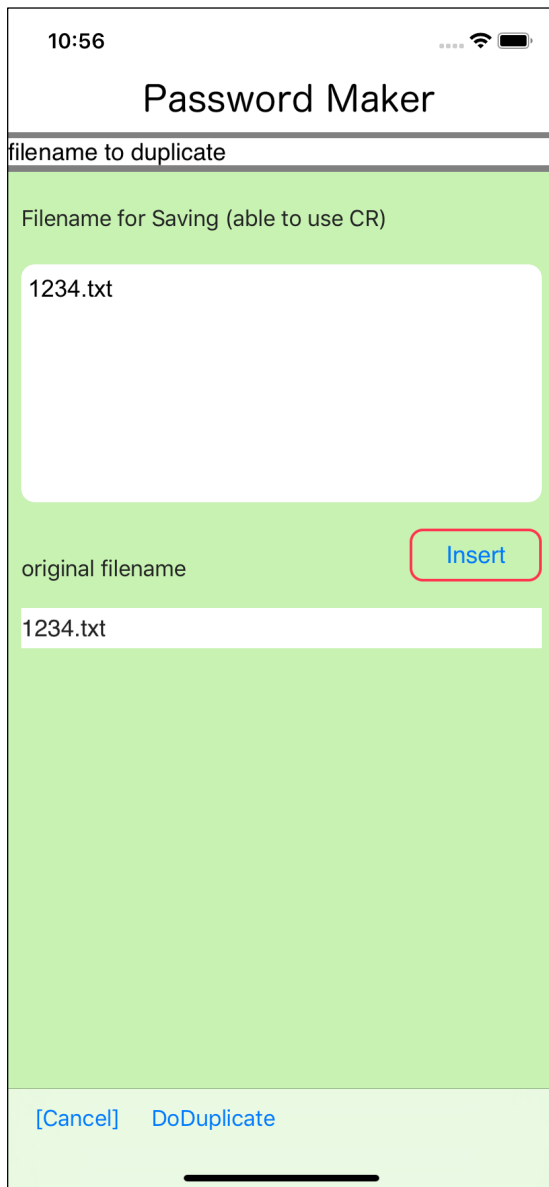 10:56
Password Maker
filename to duplicate
Filename for Saving (able to use CR)
1234.txt
Insert
original filename
1234.txt
[Cancel] DoDuplicate